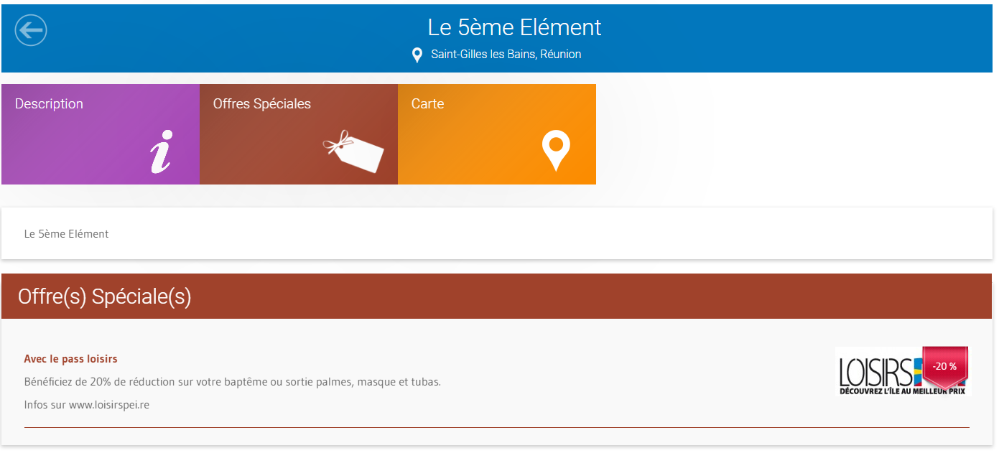 Le 5ème Elément
Saint-Gilles les Bains, Réunion
Description
Offres Spéciales
Carte
Le 5ème Elément
Offre(s) Spéciale(s)
Avec le pass loisirs
Bénéficiez de 20% de réduction sur votre baptême ou sortie palmes, masque et tubas.
Infos sur www.loisirspei.re
LOISIRS
-20 %
DÉCOUVREZ L'ÎLE AU MEILLEUR PRIX